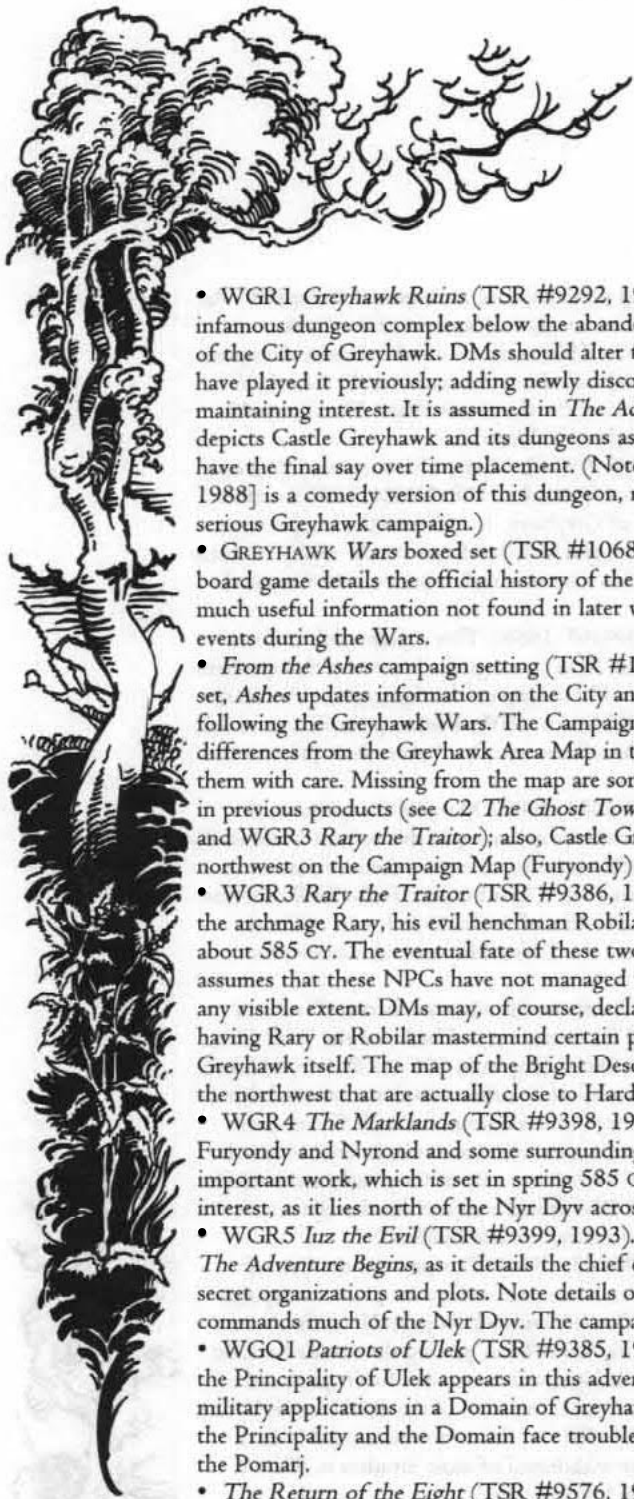 • WGR1 Greyhawk Ruins (TSR #9292, 19
infamous dungeon complex below the aband
of the City of Greyhawk. DMs should alter t
have played it previously; adding newly disco
maintaining interest. It is assumed in The Ad
depicts Castle Greyhawk and its dungeons as
have the final say over time placement. (Note
1988] is a comedy version of this dungeon, r
serious Greyhawk campaign.)
• GREYHAWK Wars boxed set (TSR #1068
board game details the official history of the
much useful information not found in later w
events during the Wars.
• From the Ashes campaign setting (TSR #1
set, Ashes updates information on the City an
following the Greyhawk Wars. The Campaign
differences from the Greyhawk Area Map in t
them with care. Missing from the map are som
in previous products (see C2 The Ghost Tow
and WGR3 Rary the Traitor); also, Castle Gr
northwest on the Campaign Map (Furyondy)
• WGR3 Rary the Traitor (TSR #9386, 1
the archmage Rary, his evil henchman Robila
about 585 CY. The eventual fate of these two
assumes that these NPCs have not managed
any visible extent. DMs may, of course, decla
having Rary or Robilar mastermind certain p
Greyhawk itself. The map of the Bright Dese
the northwest that are actually close to Hard
• WGR4 The Marklands (TSR #9398, 19
Furyondy and Nyrond and some surrounding
important work, which is set in spring 585 C
interest, as it lies north of the Nyr Dyv acros
• WGR5 Iuz the Evil (TSR #9399, 1993).
The Adventure Begins, as it details the chief e
secret organizations and plots. Note details o
commands much of the Nyr Dyv. The campa
• WGQ1 Patriots of Ulek (TSR #9385, 19
the Principality of Ulek appears in this adven
military applications in a Domain of Greyha
the Principality and the Domain face trouble
the Pomarj.
• The Return of the Eight (TSR #9576, 19